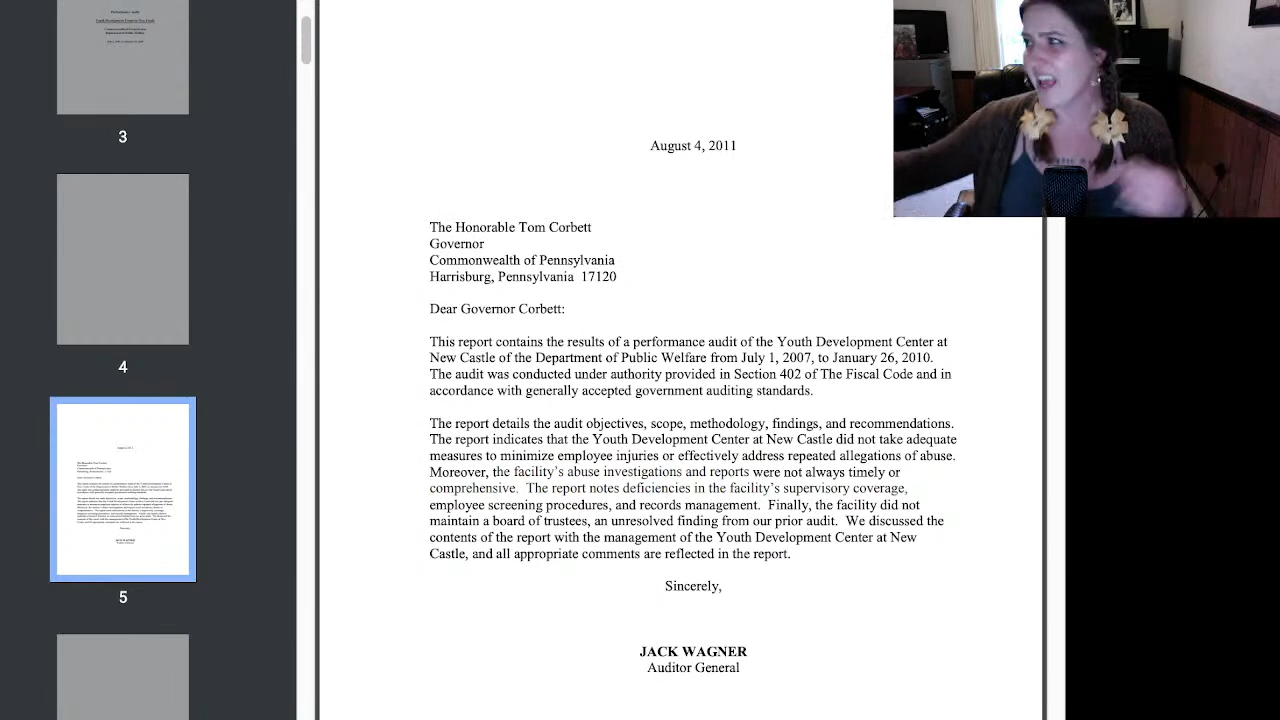 3
4
5
August 4, 2011
The Honorable Tom Corbett
Governor
Commonwealth of Pennsylvania
Harrisburg, Pennsylvania 17120
Dear Governor Corbett:
This report contains the results of a performance audit of the Youth Development Center at
New Castle of the Department of Public Welfare from July 1, 2007, to January 26, 2010.
The audit was conducted under authority provided in Section 402 of The Fiscal Code and in
accordance with generally accepted government auditing standards.
The report details the audit objectives, scope, methodology, findings, and recommendations.
The report indicates that the Youth Development Center at New Castle did not take adequate
measures to minimize employee injuries or effectively address repeated allegations of abuse.
Moreover, the facility's abuse investigations and reports were not always timely or
comprehensive. The report notes deficiencies in the facility's supervisory coverage,
employee screening procedures, and records management. Finally, the facility did not
maintain a board of trustees, an unresolved finding from our prior audit. We discussed the
contents of the report with the management of the Youth Development Center at New
Castle, and all appropriate comments are reflected in the report.
Sincerely,
JACK WAGNER
Auditor General